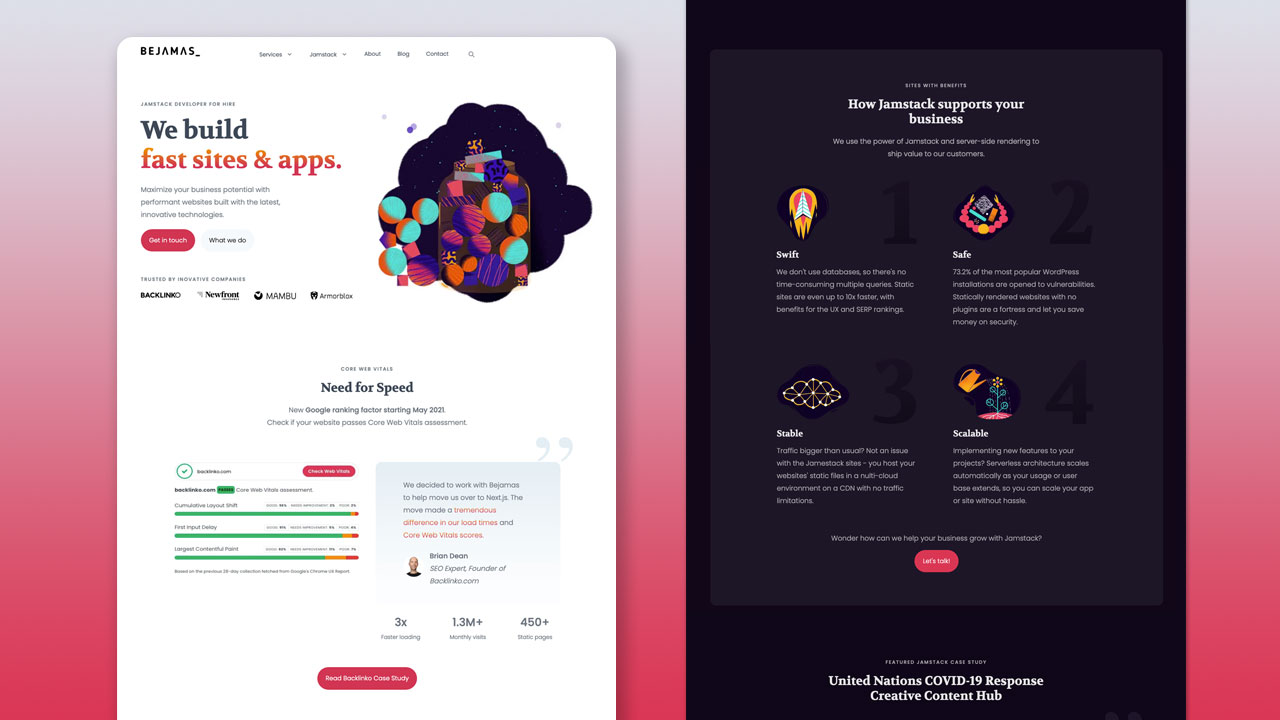 BEJAMAS_
Services
Jamstack
About
Blog
Contact
JAMSTACK DEVELOPER FOR HIRE
We build
fast sites & apps.
Maximize your business potential with
performant websites built with the latest,
innovative technologies.
Get in touch
What we do
TRUSTED BY INOVATIVE COMPANIES
BACKLINKO
Newfront
MAMBU
Armorblox
CORE WEB VITALS
Need for Speed
New Google ranking factor starting May 2021.
Check if your website passes Core Web Vitals assessment.
backlinko.com
Check Web Vitals
backlinko.com PASSES Core Web Vitals assessment.
Cumulative Layout Shift
First Input Delay
Largest Contentful Paint
Based on the previous 28-day collection fetched from Google's Chrome UX Report.
”
We decided to work with Bejamas
to help move us over to Next.js. The
move made a tremendous
difference in our load times and
Core Web Vitals scores.
Brian Dean
SEO Expert, Founder of
Backlinko.com
3x
Faster loading
1.3M+
Monthly visits
450+
Static pages
Read Backlinko Case Study
SITES WITH BENEFITS
How Jamstack supports your
business
We use the power of Jamstack and server-side rendering to
ship value to our customers.
1
Swift
We don't use databases, so there's no
time-consuming multiple queries. Static
sites are even up to 10x faster, with
benefits for the UX and SERP rankings.
2
Safe
73.2% of the most popular WordPress
installations are opened to vulnerabilities.
Statically rendered websites with no
plugins are a fortress and let you save
money on security.
3
Stable
Traffic bigger than usual? Not an issue
with the Jamestack sites - you host your
websites' static files in a multi-cloud
environment on a CDN with no traffic
limitations.
4
Scalable
Implementing new features to your
projects? Serverless architecture scales
automatically as your usage or user
base extends, so you can scale your app
or site without hassle.
Wonder how can we help your business grow with Jamstack?
Let's talk!
FEATURED JAMSTACK CASE STUDY
United Nations COVID-19 Response
Creative Content Hub